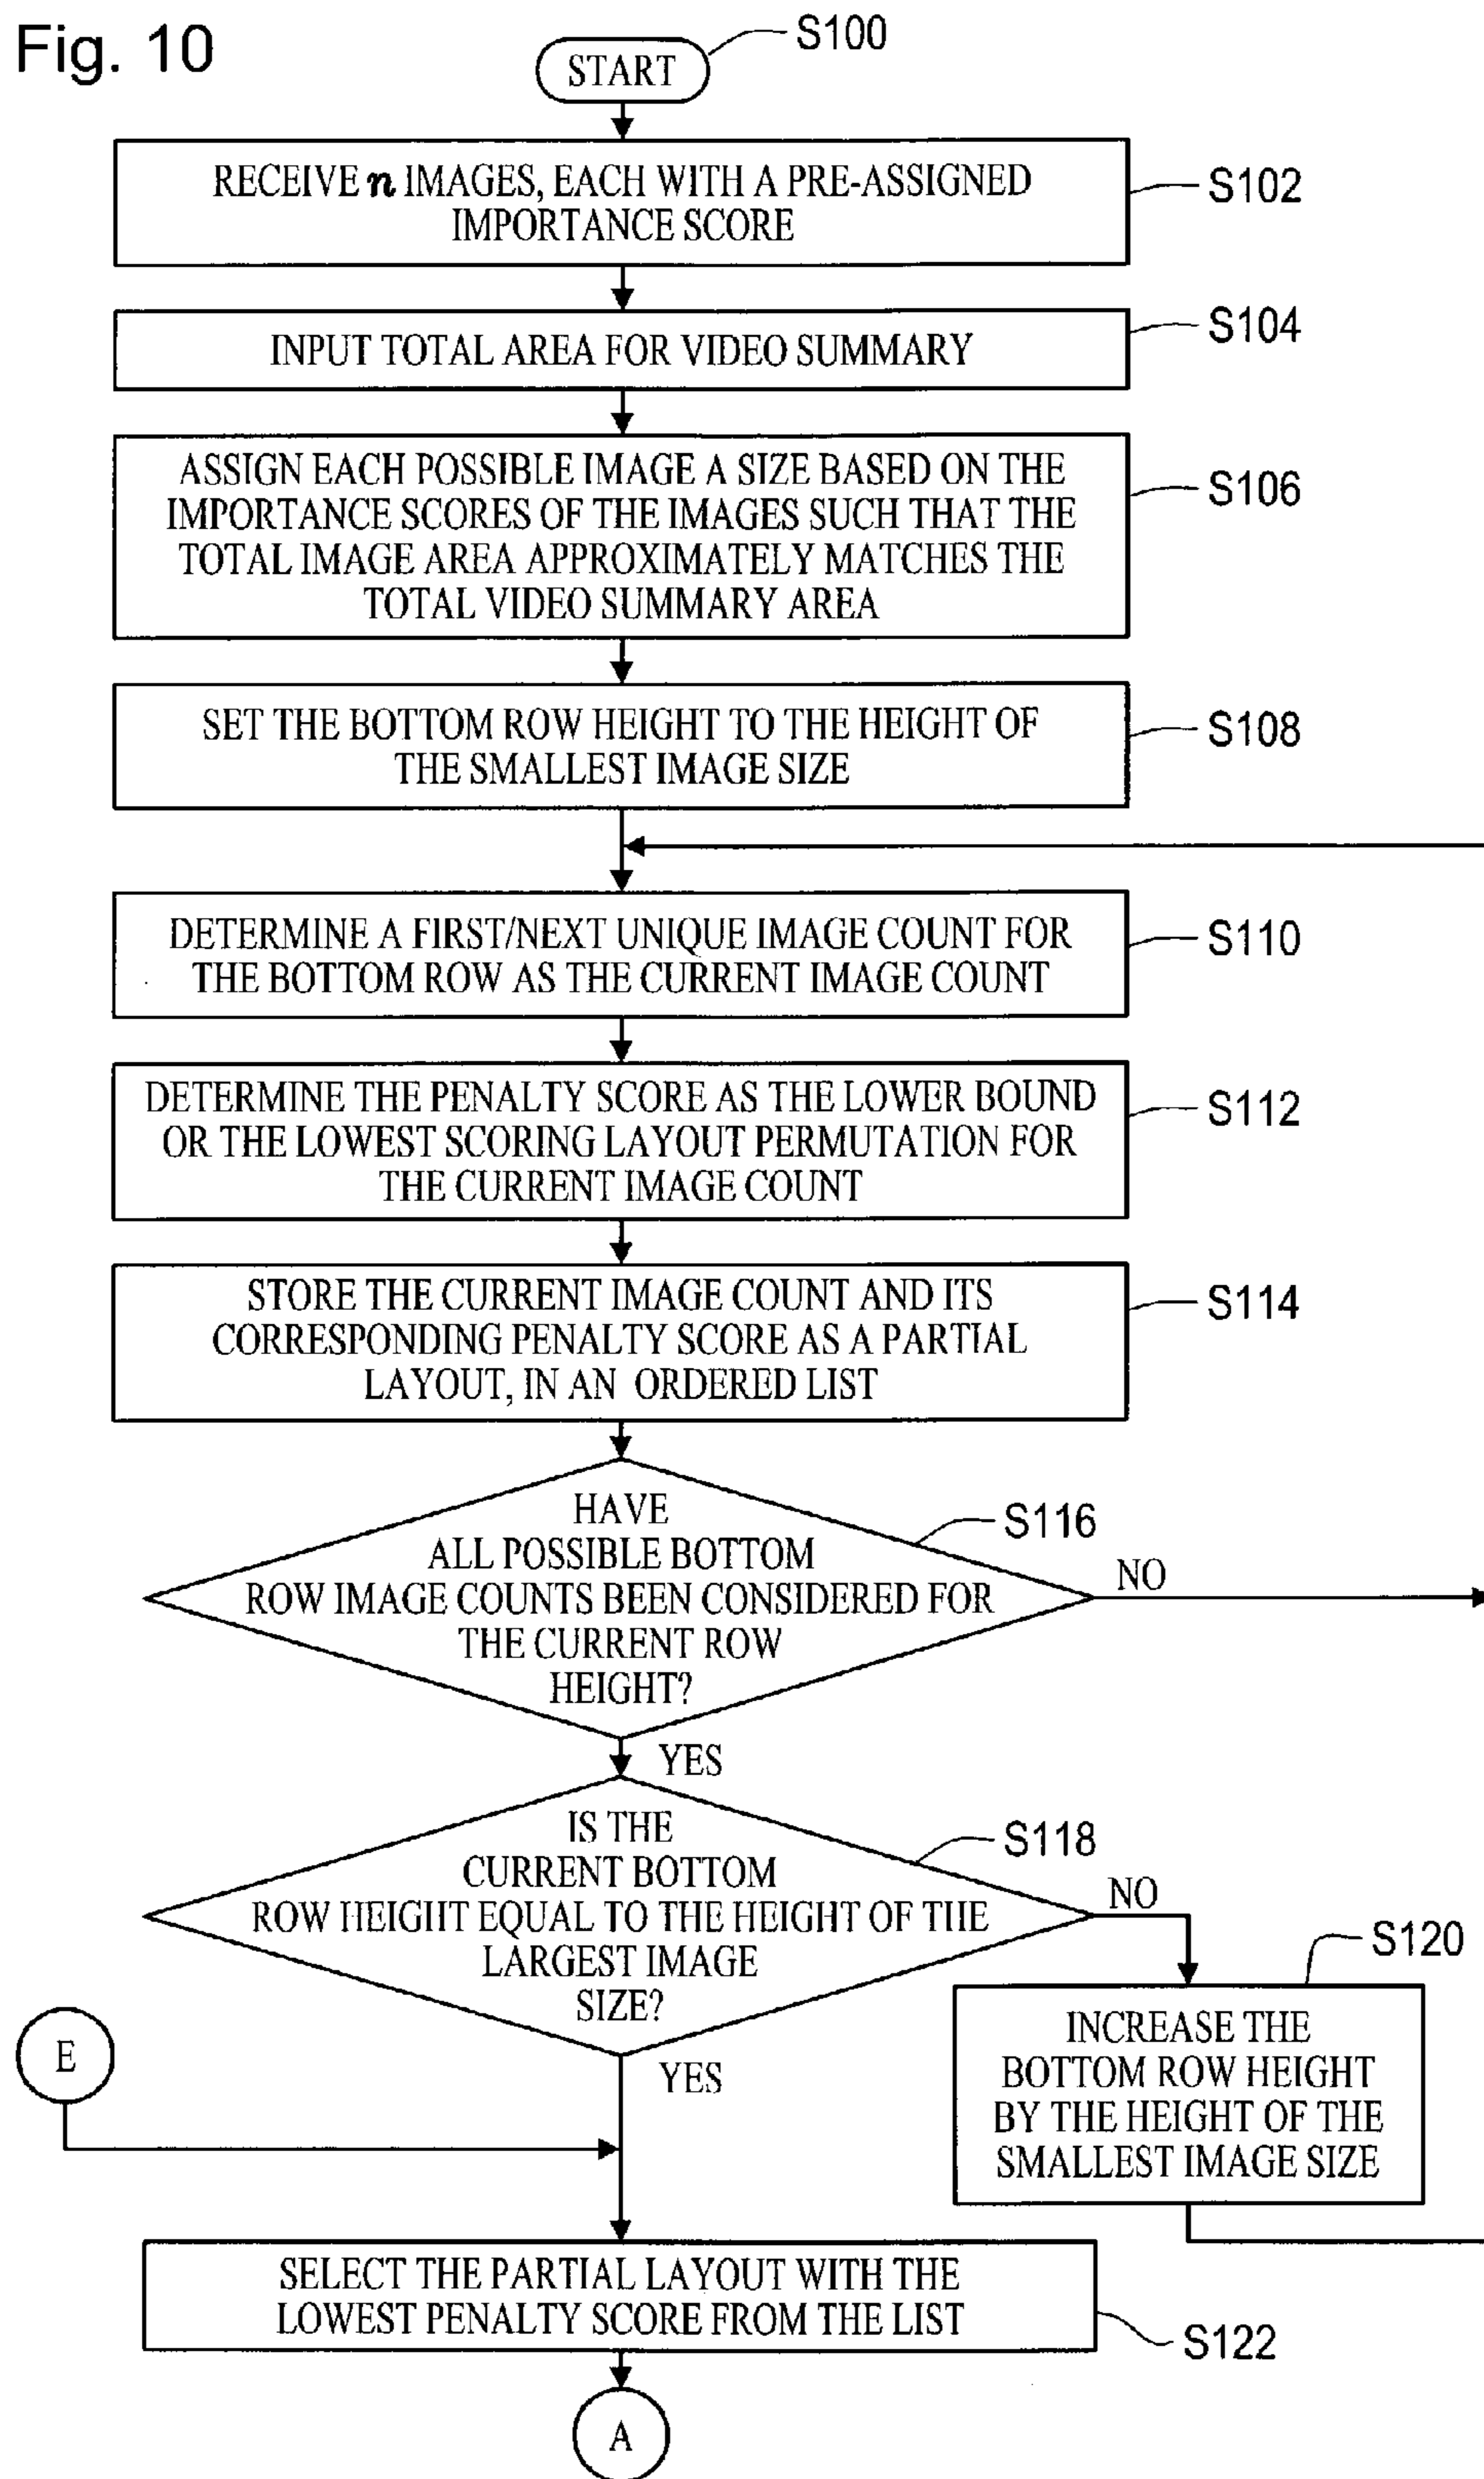 Fig. 10
S100
START
RECEIVE n IMAGES, EACH WITH A PRE-ASSIGNED
IMPORTANCE SCORE
S102
INPUT TOTAL AREA FOR VIDEO SUMMARY
S104
ASSIGN EACH POSSIBLE IMAGE A SIZE BASED ON THE
IMPORTANCE SCORES OF THE IMAGES SUCH THAT THE
TOTAL IMAGE AREA APPROXIMATELY MATCHES THE
TOTAL VIDEO SUMMARY AREA
S106
SET THE BOTTOM ROW HEIGHT TO THE HEIGHT OF
THE SMALLEST IMAGE SIZE
S108
DETERMINE A FIRST/NEXT UNIQUE IMAGE COUNT FOR
THE BOTTOM ROW AS THE CURRENT IMAGE COUNT
S110
DETERMINE THE PENALTY SCORE AS THE LOWER BOUND
OR THE LOWEST SCORING LAYOUT PERMUTATION FOR
THE CURRENT IMAGE COUNT
S112
STORE THE CURRENT IMAGE COUNT AND ITS
CORRESPONDING PENALTY SCORE AS A PARTIAL
LAYOUT, IN AN ORDERED LIST
S114
HAVE
ALL POSSIBLE BOTTOM
ROW IMAGE COUNTS BEEN CONSIDERED FOR
THE CURRENT ROW
HEIGHT?
S116
NO
YES
IS THE
CURRENT BOTTOM
ROW HEIGHT EQUAL TO THE HEIGHT OF THE
LARGEST IMAGE
SIZE?
S118
NO
S120
INCREASE THE
BOTTOM ROW HEIGHT
BY THE HEIGHT OF THE
SMALLEST IMAGE SIZE
E
YES
SELECT THE PARTIAL LAYOUT WITH THE
LOWEST PENALTY SCORE FROM THE LIST
S122
A